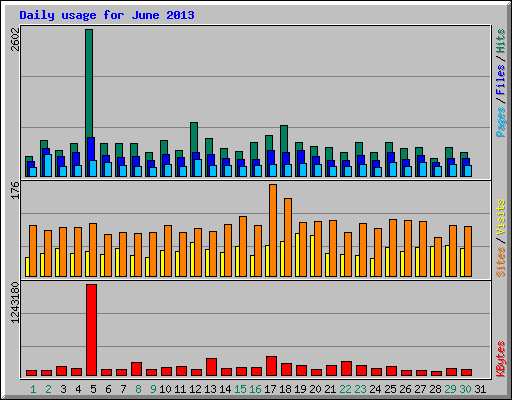 Daily usage for June 2013
2602
Pages / Files / Hits
176
Sites / Visits
1243180
KBytes
1 2 3 4 5 6 7 8 9 10 11 12 13 14 15 16 17 18 19 20 21 22 23 24 25 26 27 28 29 30 31